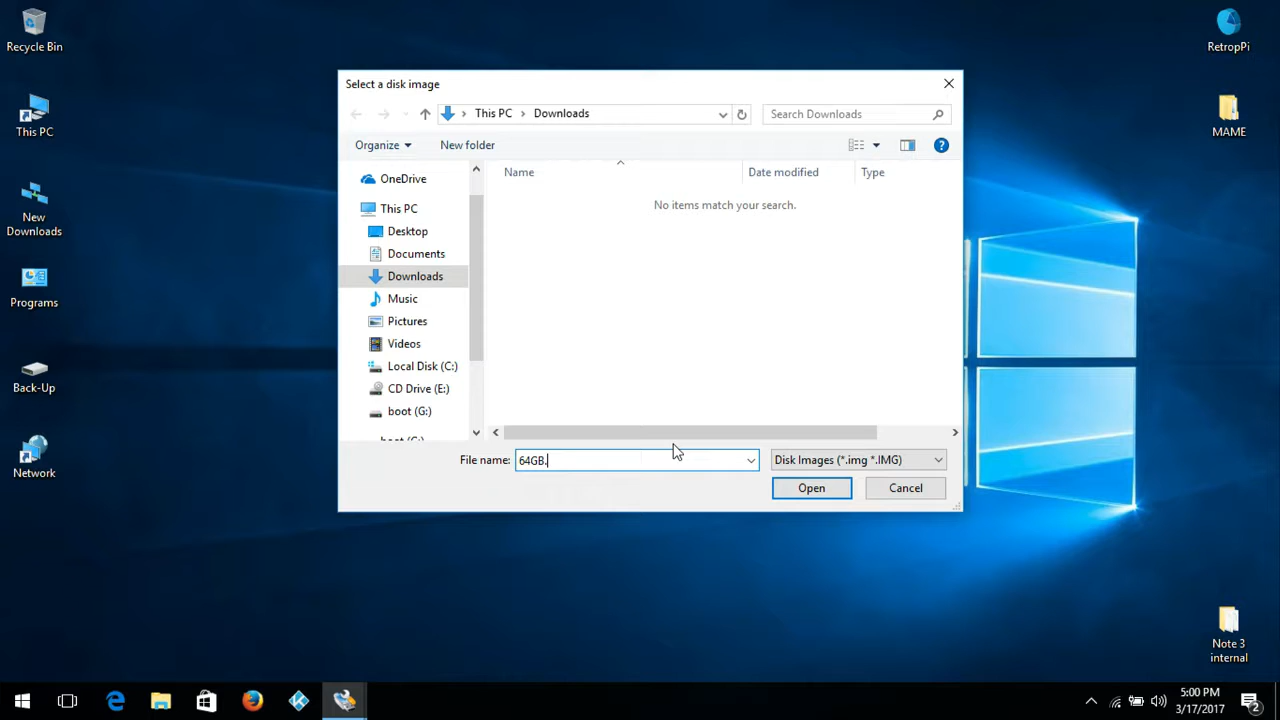 Recycle Bin
This PC
New
Downloads
Programs
Back-Up
Network
Select a disk image
This PC
Downloads
Search Downloads
Organize
New folder
OneDrive
This PC
Desktop
Documents
Downloads
Music
Pictures
Videos
Local Disk (C:)
CD Drive (E:)
boot (G:)
boot (G:)
Name
Date modified
Type
No items match your search.
File name:
64GB.
Disk Images (*.img *.IMG)
Open
Cancel
RetropPi
MAME
Note 3
internal
5:00 PM
3/17/2017
2